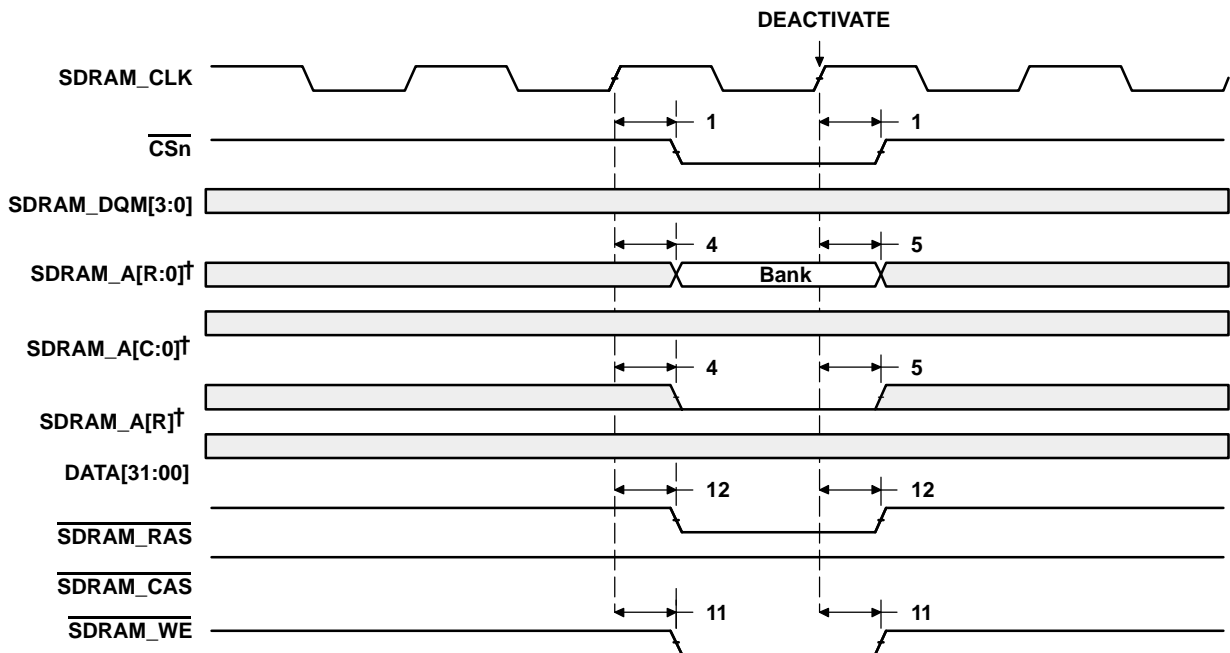 DEACTIVATE
SDRAM_CLK
1 1
CSn
SDRAM_DQM[3:0]
4 5
SDRAM_A[R:0]† Bank
SDRAM_A[C:0]†
4 5
SDRAM_A[R]†
DATA[31:00]
12 12
SDRAM_RAS
SDRAM_CAS
11 11
SDRAM_WE